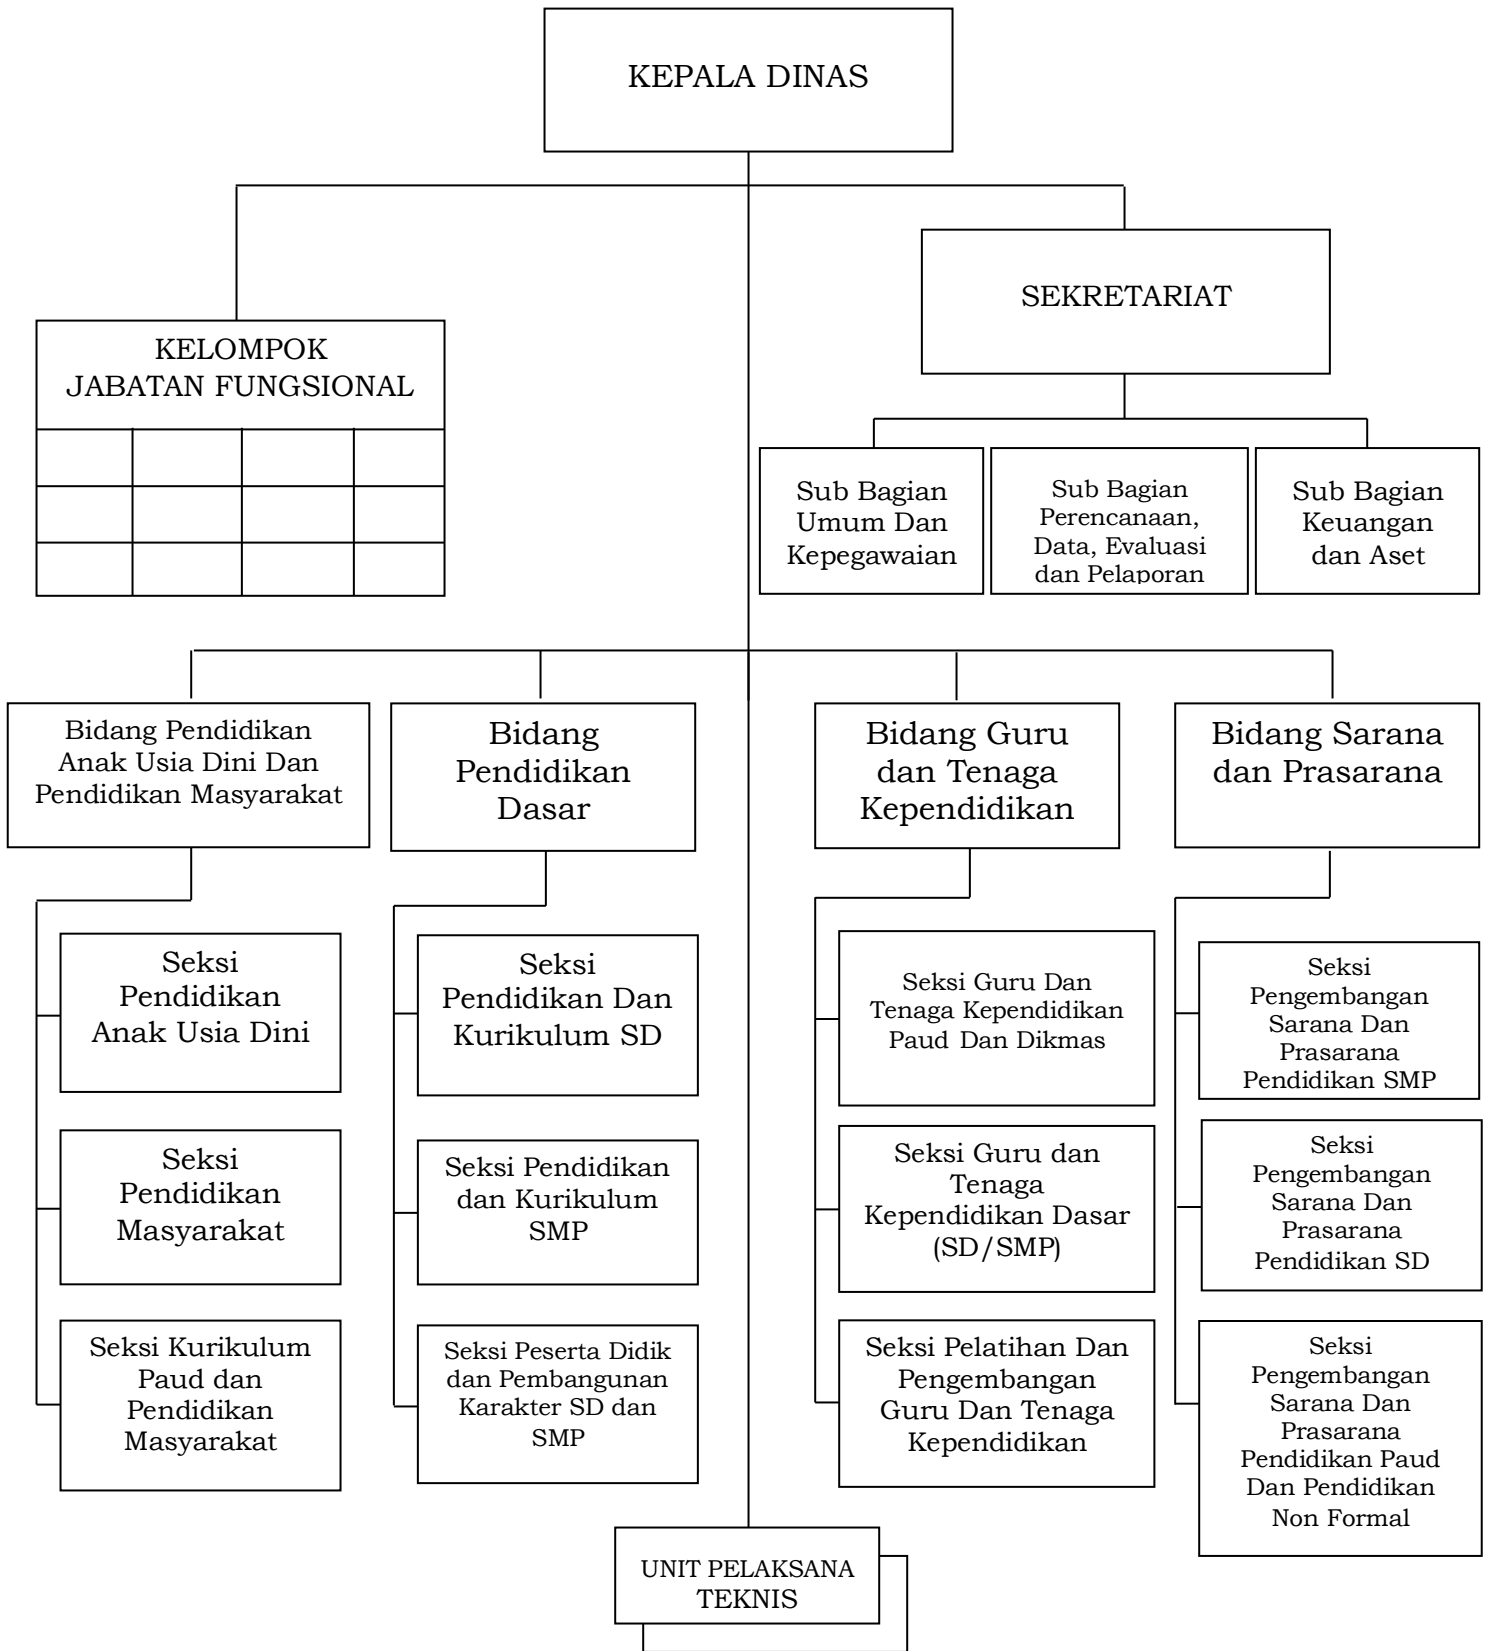 KEPALA DINAS
SEKRETARIAT
KELOMPOK
JABATAN FUNGSIONAL
Sub Bagian
Umum Dan
Kepegawaian
Sub Bagian
Perencanaan,
Data, Evaluasi
dan Pelaporan
Sub Bagian
Keuangan
dan Aset
Bidang Pendidikan
Anak Usia Dini Dan
Pendidikan Masyarakat
Bidang
Pendidikan
Dasar
Bidang Guru
dan Tenaga
Kependidikan
Bidang Sarana
dan Prasarana
Seksi
Pendidikan
Anak Usia Dini
Seksi
Pendidikan
Masyarakat
Seksi Kurikulum
Paud dan
Pendidikan
Masyarakat
Seksi
Pendidikan Dan
Kurikulum SD
Seksi Pendidikan
dan Kurikulum
SMP
Seksi Peserta Didik
dan Pembangunan
Karakter SD dan
SMP
Seksi Guru Dan
Tenaga Kependidikan
Paud Dan Dikmas
Seksi Guru dan
Tenaga
Kependidikan Dasar
(SD/SMP)
Seksi Pelatihan Dan
Pengembangan
Guru Dan Tenaga
Kependidikan
Seksi
Pengembangan
Sarana Dan
Prasarana
Pendidikan SMP
Seksi
Pengembangan
Sarana Dan
Prasarana
Pendidikan SD
Seksi
Pengembangan
Sarana Dan
Prasarana
Pendidikan Paud
Dan Pendidikan
Non Formal
UNIT PELAKSANA
TEKNIS